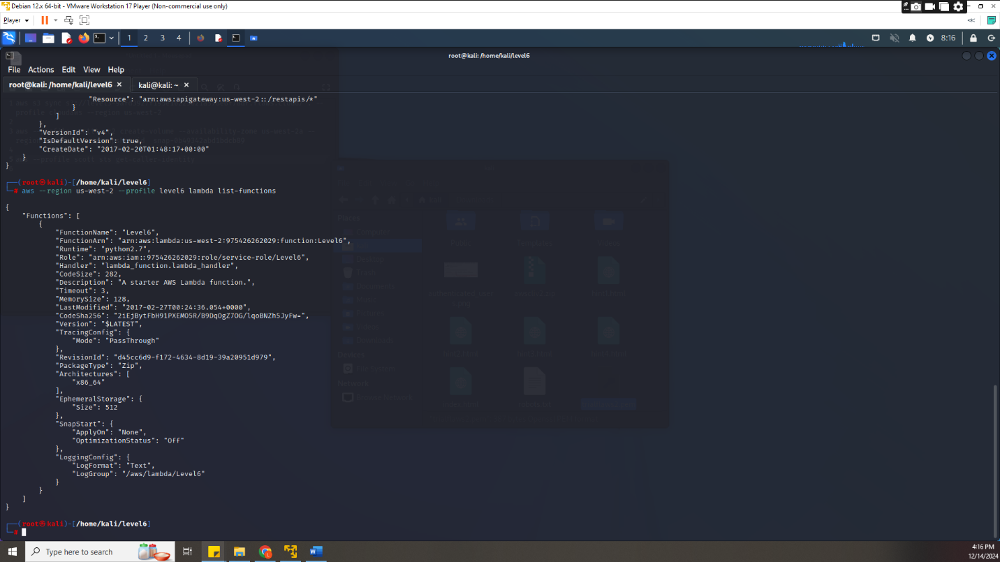 Debian 12.x 64-bit - VMware Workstation 17 Player (Non-commercial use only)
Player
1 2 3 4
8:16
root@kali: /home/kali/level6
File Actions Edit View Help
root@kali: /home/kali/level6
kali@kali: ~
"Resource": "arn:aws:apigateway:us-west-2::/restapis/*"
}
]
},
"VersionId": "v4",
"IsDefaultVersion": true,
"CreateDate": "2017-02-20T01:48:17+00:00"
}
}
(root㉿kali)-[/home/kali/level6]
# aws --region us-west-2 --profile level6 lambda list-functions
{
"Functions": [
{
"FunctionName": "Level6",
"FunctionArn": "arn:aws:lambda:us-west-2:975426262029:function:Level6",
"Runtime": "python2.7",
"Role": "arn:aws:iam::975426262029:role/service-role/Level6",
"Handler": "lambda_function.lambda_handler",
"CodeSize": 282,
"Description": "A starter AWS Lambda function.",
"Timeout": 3,
"MemorySize": 128,
"LastModified": "2017-02-27T00:24:36.054+0000",
"CodeSha256": "2iEjBytFbH91PXEMO5R/B9DqOgZ7OG/lqoBNZh5JyFw=",
"Version": "$LATEST",
"TracingConfig": {
"Mode": "PassThrough"
},
"RevisionId": "d45cc6d9-f172-4634-8d19-39a20951d979",
"PackageType": "Zip",
"Architectures": [
"x86_64"
],
"EphemeralStorage": {
"Size": 512
},
"SnapStart": {
"ApplyOn": "None",
"OptimizationStatus": "Off"
},
"LoggingConfig": {
"LogFormat": "Text",
"LogGroup": "/aws/lambda/Level6"
}
}
]
}
(root㉿kali)-[/home/kali/level6]
#
Type here to search
4:16 PM
12/14/2024